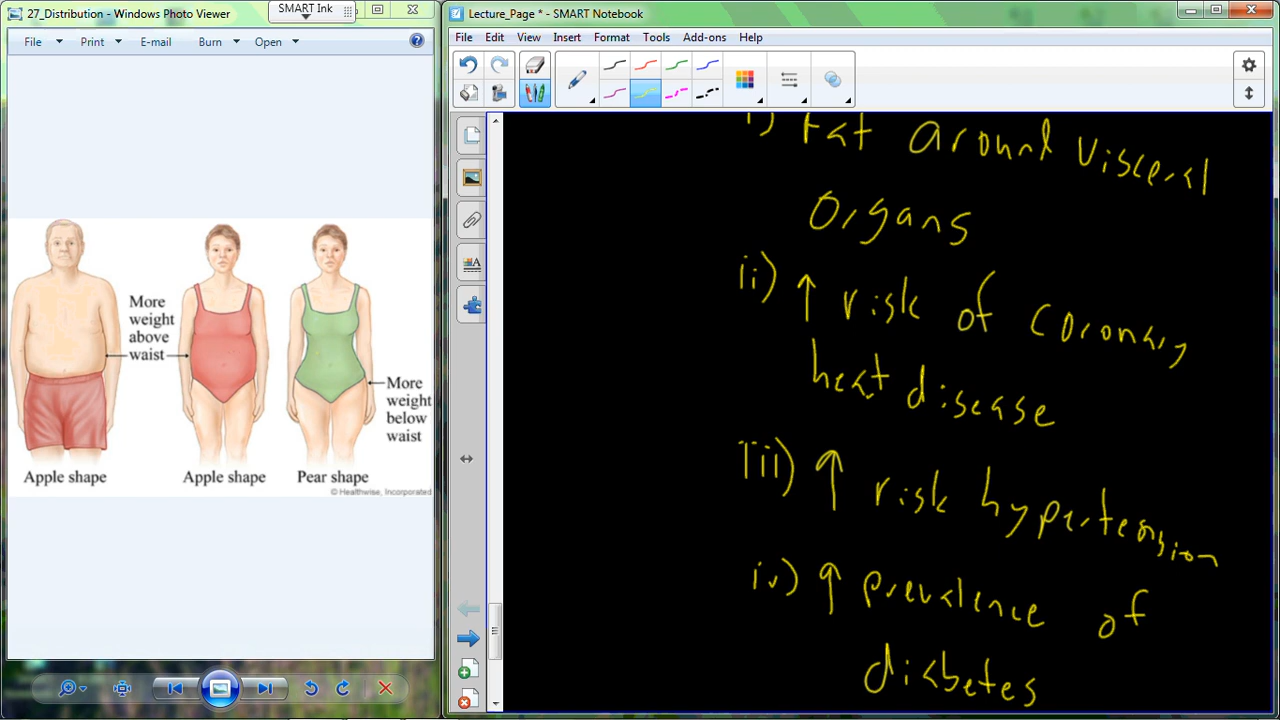 27_Distribution - Windows Photo Viewer
SMART Ink
File Print E-mail Burn Open
More
weight
above
waist
More
weight
below
waist
Apple shape Apple shape Pear shape
© Healthwise, Incorporated
Lecture_Page * - SMART Notebook
File Edit View Insert Format Tools Add-ons Help
i) Fat around Visceral
Organs
ii) ↑ risk of Coronary
heat disease
iii) ↑ risk hypertension
iv) ↑ prevalence of
diabetes